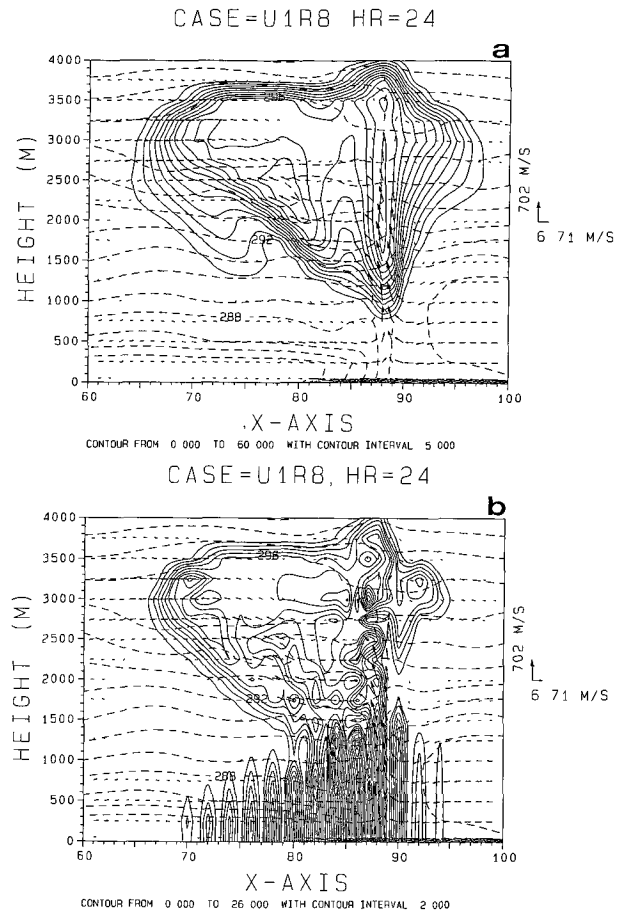 CASE=U1R8 HR=24
a
4000
3500
3000
2500
2000
1500
1000
500
0
HEIGHT (M)
292
288
702 M/S
6 71 M/S
60
70
80
90
100
X-AXIS
CONTOUR FROM 0 000 TO 60 000 WITH CONTOUR INTERVAL 5 000
CASE=U1R8, HR=24
b
4000
3500
3000
2500
2000
1500
1000
500
0
HEIGHT (M)
298
292
288
702 M/S
6 71 M/S
60
70
80
90
100
X-AXIS
CONTOUR FROM 0 000 TO 26 000 WITH CONTOUR INTERVAL 2 000